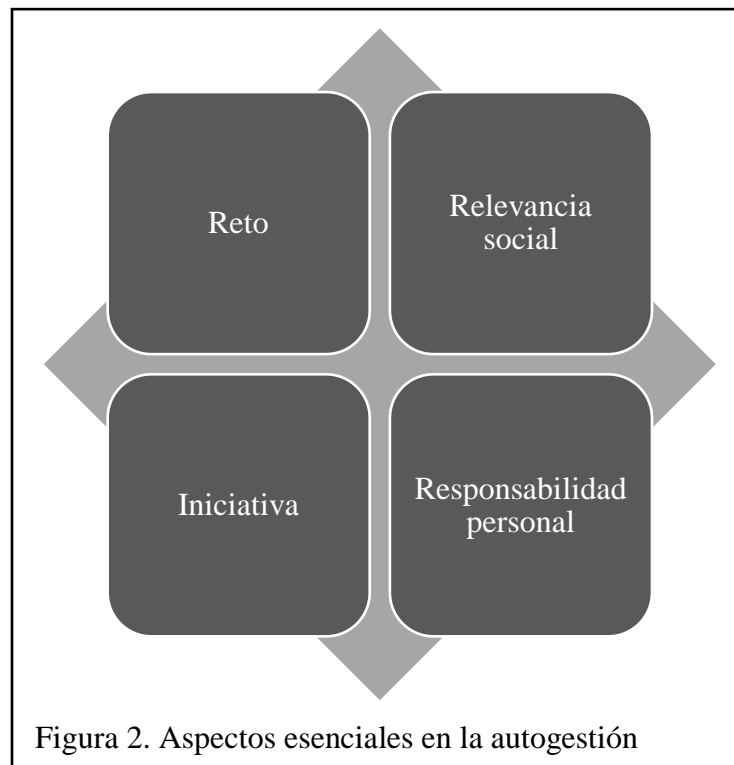 Reto
Relevancia
social
Iniciativa
Responsabilidad
personal
Figura 2. Aspectos esenciales en la autogestión